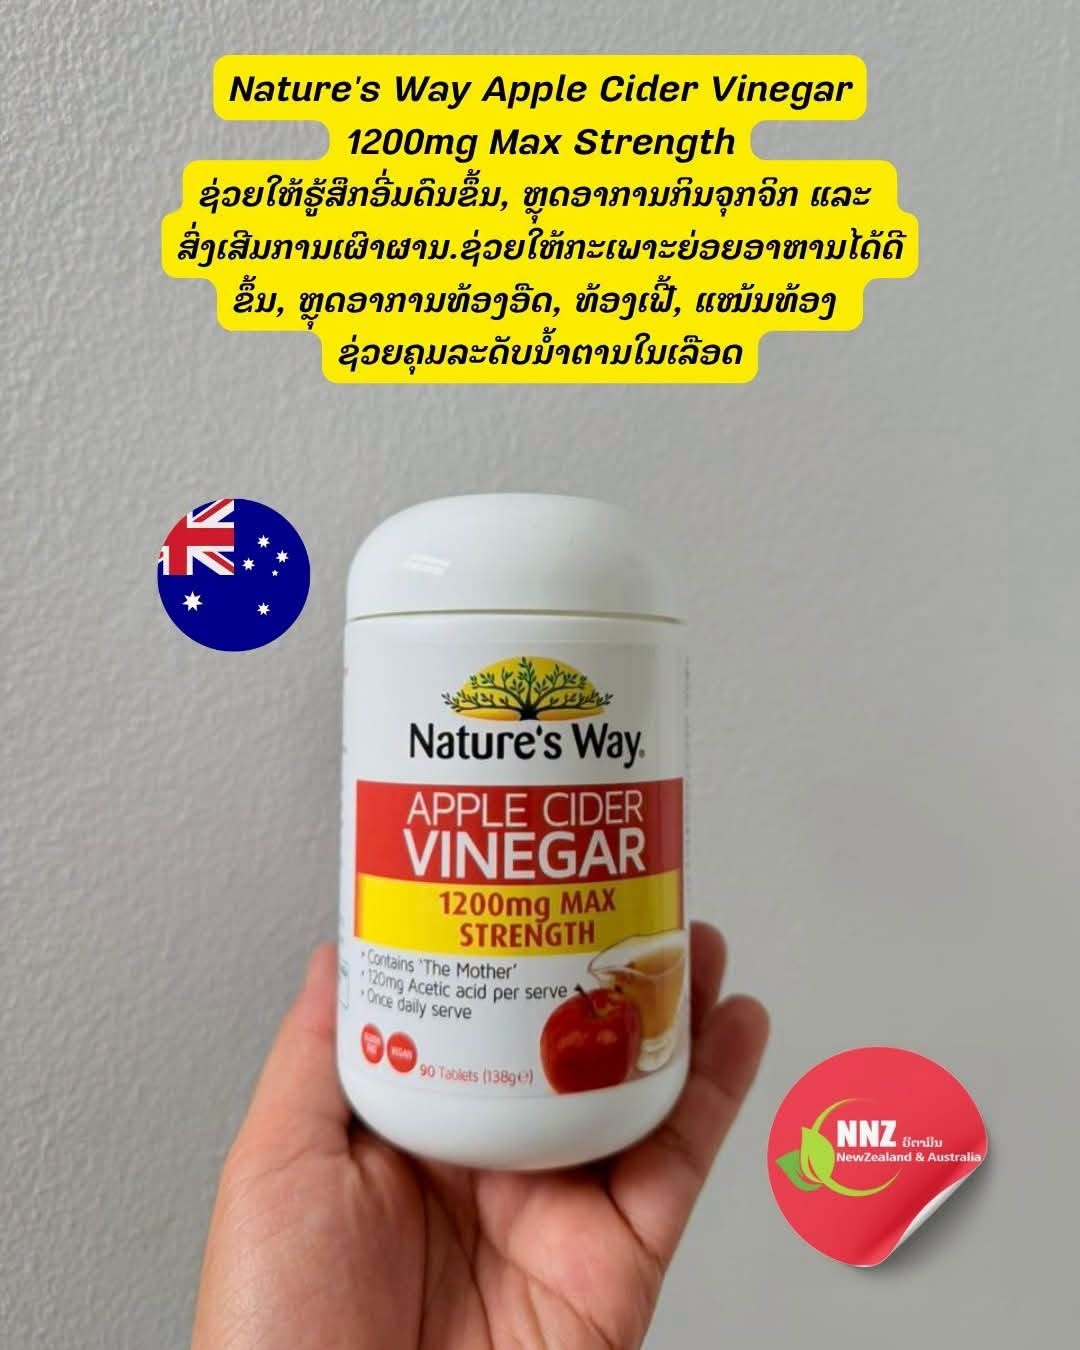 Nature's Way Apple Cider Vinegar
1200mg Max Strength
ຊ່ວຍໃຫ້ຮູ້ສຶກອີ່ມດົນຂຶ້ນ, ຫຼຸດອາການກິນຈຸກຈິກ ແລະ
ສົ່ງເສີມການເຜົາຜານ.ຊ່ວຍໃຫ້ກະເພາະຍ່ອຍອາຫານໄດ້ດີ
ຂຶ້ນ, ຫຼຸດອາການທ້ອງອືດ, ທ້ອງເຟີ້, ແໜ້ນທ້ອງ
ຊ່ວຍຄຸມລະດັບນ້ຳຕານໃນເລືອດ
Nature's Way
APPLE CIDER
VINEGAR
1200mg MAX
STRENGTH
• Contains 'The Mother'
• 120mg Acetic acid per serve
• Once daily serve
VEGAN
90 Tablets (138g℮)
NNZ ວິຕາມິນ
NewZealand & Australia